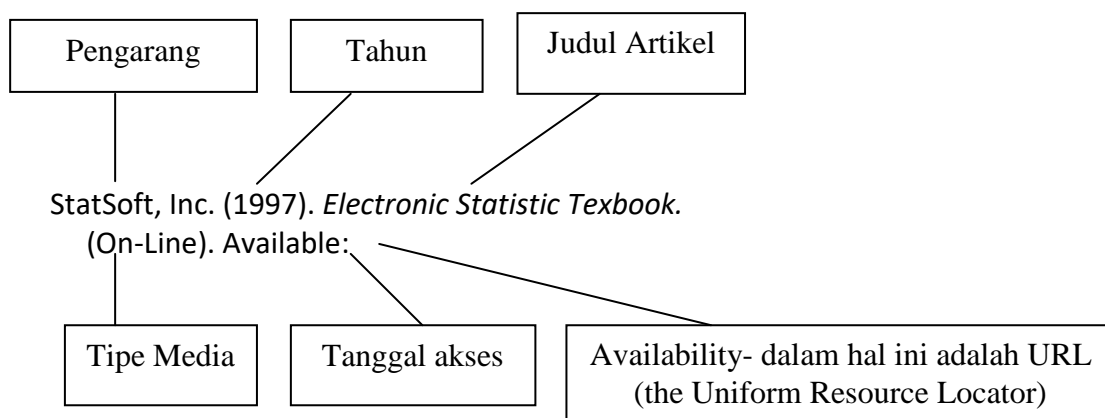 Pengarang
Tahun
Judul Artikel
StatSoft, Inc. (1997). Electronic Statistic Texbook.
(On-Line). Available:
Tipe Media
Tanggal akses
Availability- dalam hal ini adalah URL
(the Uniform Resource Locator)